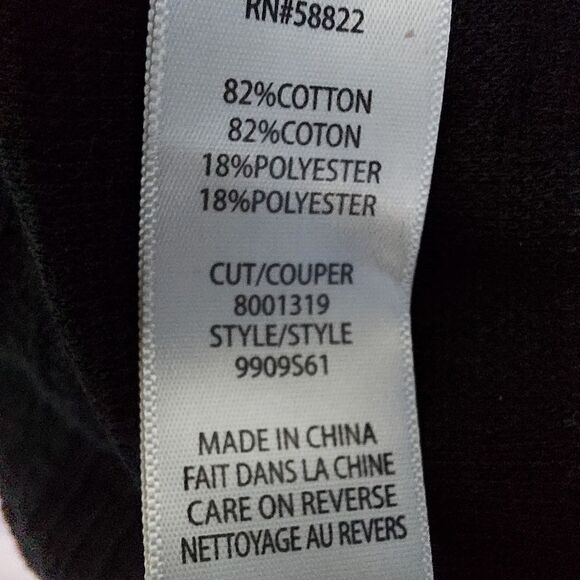 RN#58822
82%COTTON
82%COTON
18%POLYESTER
18%POLYESTER
CUT/COUPER
8001319
STYLE/STYLE
9909S61
MADE IN CHINA
FAIT DANS LA CHINE
CARE ON REVERSE
NETTOYAGE AU REVERS